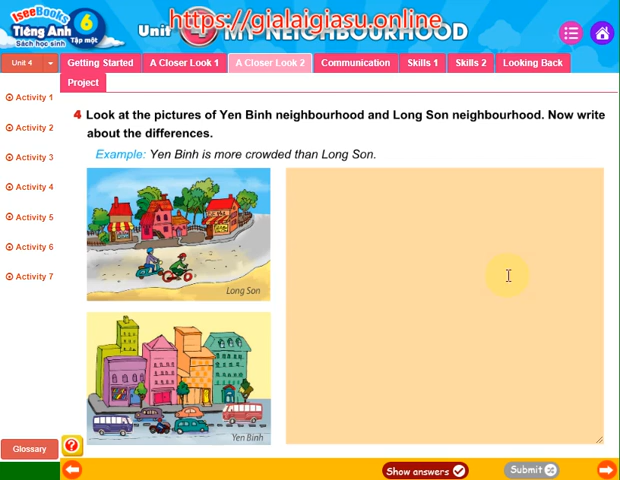 IseeBooks
Tiếng Anh 6
Sách học sinh Tập một
Unit 4 MY NEIGHBOURHOOD
https://gialaigiasu.online
Unit 4
Getting Started
A Closer Look 1
A Closer Look 2
Communication
Skills 1
Skills 2
Looking Back
Project
Activity 1
Activity 2
Activity 3
Activity 4
Activity 5
Activity 6
Activity 7
4 Look at the pictures of Yen Binh neighbourhood and Long Son neighbourhood. Now write
about the differences.
Example: Yen Binh is more crowded than Long Son.
Long Son
Yen Binh
Glossary
?
Show answers
Submit